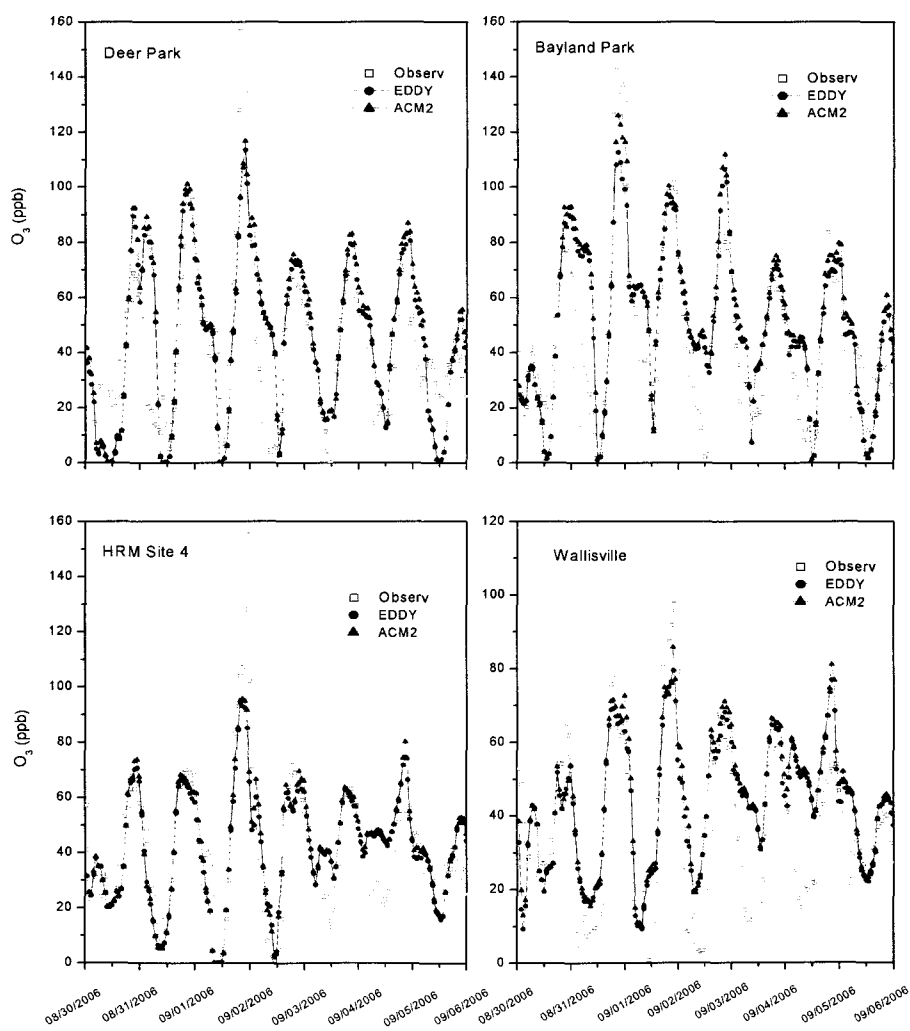 Deer Park
Observ
EDDY
ACM2
O3 (ppb)
160
140
120
100
80
60
40
20
0
Bayland Park
Observ
EDDY
ACM2
160
140
120
100
80
60
40
20
0
HRM Site 4
Observ
EDDY
ACM2
O3 (ppb)
160
140
120
100
80
60
40
20
0
08/30/2006
08/31/2006
09/01/2006
09/02/2006
09/03/2006
09/04/2006
09/05/2006
09/06/2006
Wallisville
Observ
EDDY
ACM2
120
100
80
60
40
20
0
08/30/2006
08/31/2006
09/01/2006
09/02/2006
09/03/2006
09/04/2006
09/05/2006
09/06/2006